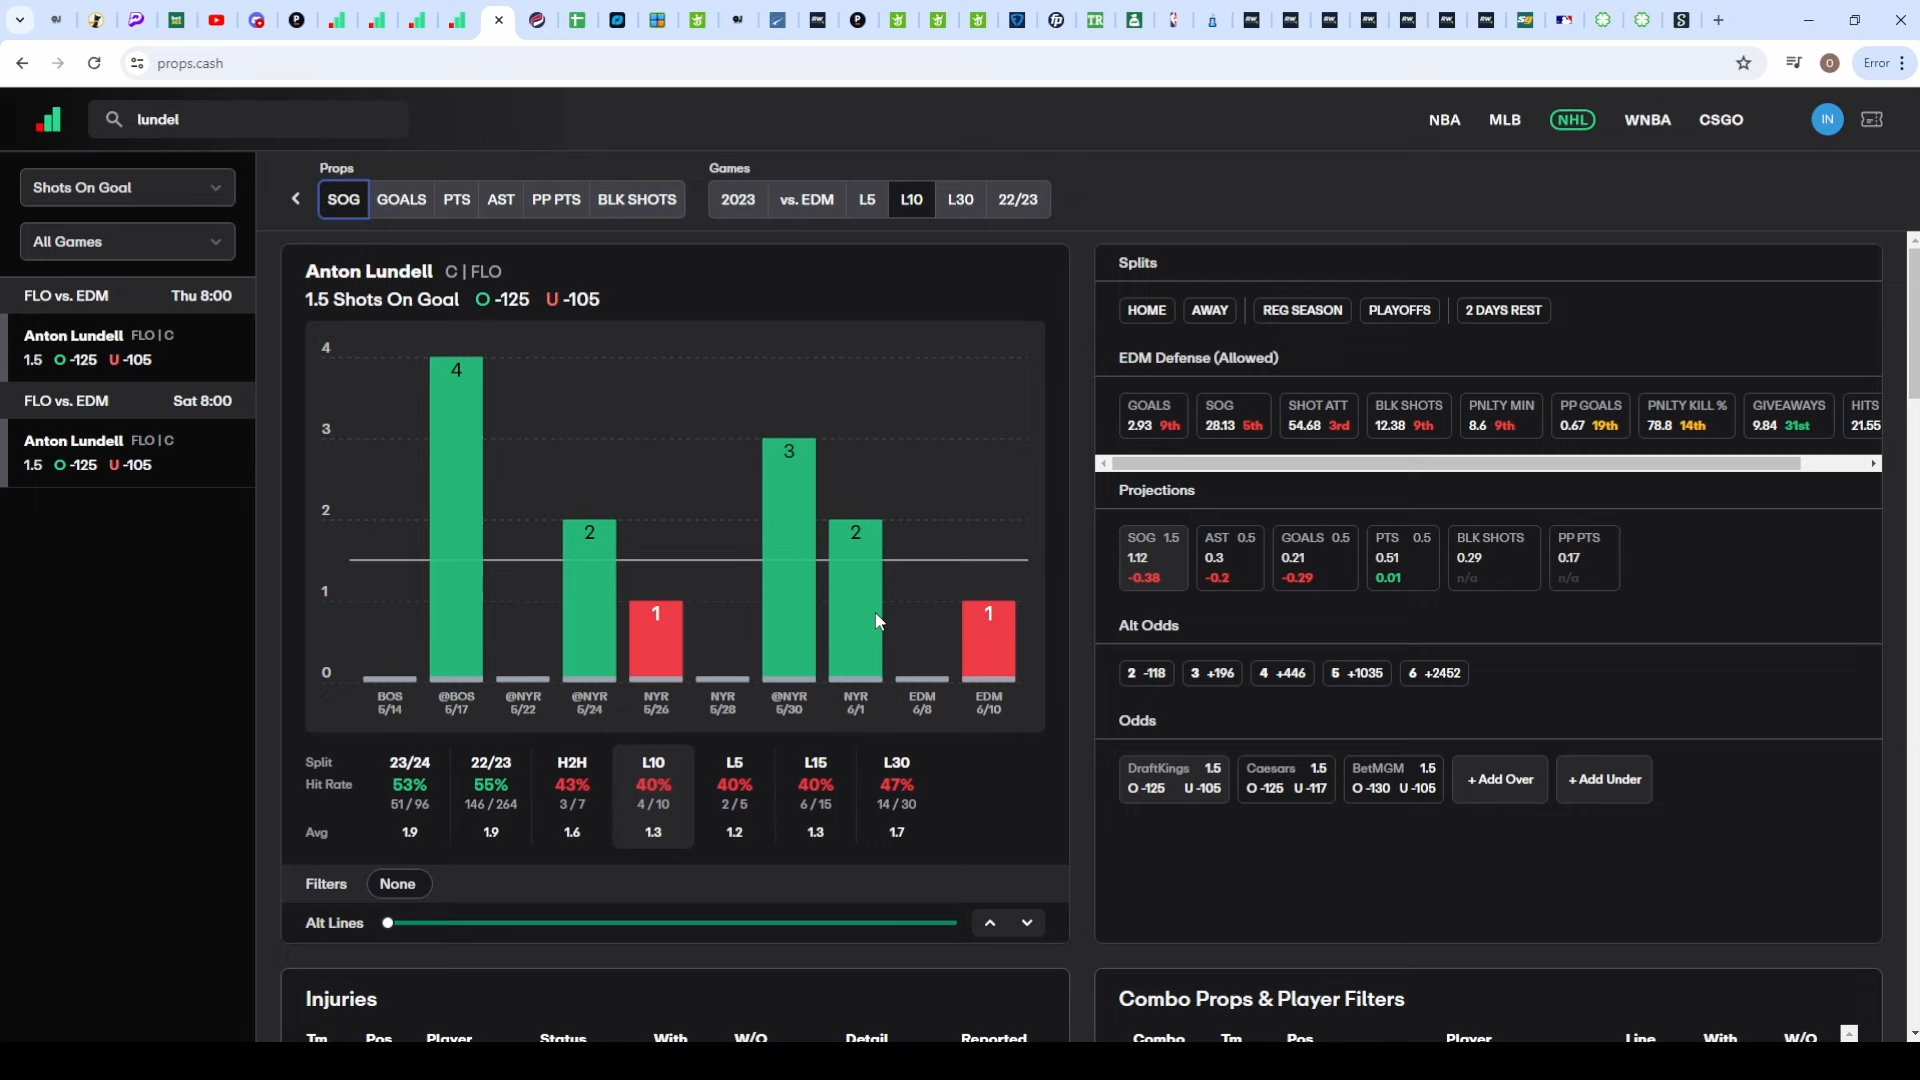 props.cash
Error
lundel
NBA
MLB
NHL
WNBA
CSGO
IN
Shots On Goal
All Games
FLO vs. EDM Thu 8:00
Anton Lundell FLO | C
1.5 O -125 U -105
FLO vs. EDM Sat 8:00
Anton Lundell FLO | C
1.5 O -125 U -105
Props
SOG GOALS PTS AST PP PTS BLK SHOTS
Games
2023 vs. EDM L5 L10 L30 22/23
Anton Lundell C | FLO
1.5 Shots On Goal O -125 U -105
4
3
2
1
0
4
2
1
3
2
1
BOS @BOS @NYR @NYR NYR NYR @NYR NYR EDM EDM
5/14 5/17 5/22 5/24 5/26 5/28 5/30 6/1 6/8 6/10
Split 23/24 22/23 H2H L10 L5 L15 L30
Hit Rate 53% 55% 43% 40% 40% 40% 47%
51 / 96 146 / 264 3 / 7 4 / 10 2 / 5 6 / 15 14 / 30
Avg 1.9 1.9 1.6 1.3 1.2 1.3 1.7
Filters None
Alt Lines
Injuries
Tm Pos Player Status With W/O Detail Reported
Splits
HOME AWAY REG SEASON PLAYOFFS 2 DAYS REST
EDM Defense (Allowed)
GOALS SOG SHOT ATT BLK SHOTS PNLTY MIN PP GOALS PNLTY KILL % GIVEAWAYS HITS
2.93 9th 28.13 5th 54.68 3rd 12.38 9th 8.6 9th 0.67 19th 78.8 14th 9.84 31st 21.55
Projections
SOG 1.5 AST 0.5 GOALS 0.5 PTS 0.5 BLK SHOTS PP PTS
1.12 0.3 0.21 0.51 0.29 0.17
-0.38 -0.2 -0.29 0.01 n/a n/a
Alt Odds
2 -118 3 +196 4 +446 5 +1035 6 +2452
Odds
DraftKings 1.5 Caesars 1.5 BetMGM 1.5 + Add Over + Add Under
O -125 U -105 O -125 U -117 O -130 U -105
Combo Props & Player Filters
Combo Tm Pos Player Line With W/O